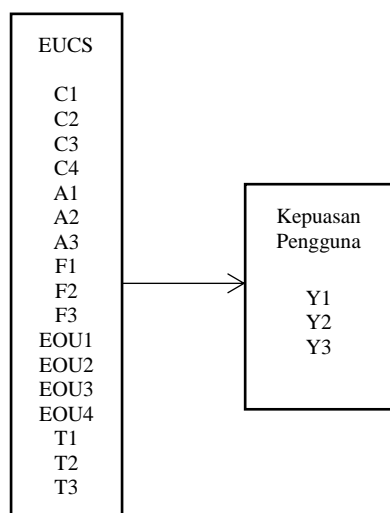 EUCS
C1
C2
C3
C4
A1
A2
A3
F1
F2
F3
EOU1
EOU2
EOU3
EOU4
T1
T2
T3
Kepuasan
Pengguna
Y1
Y2
Y3